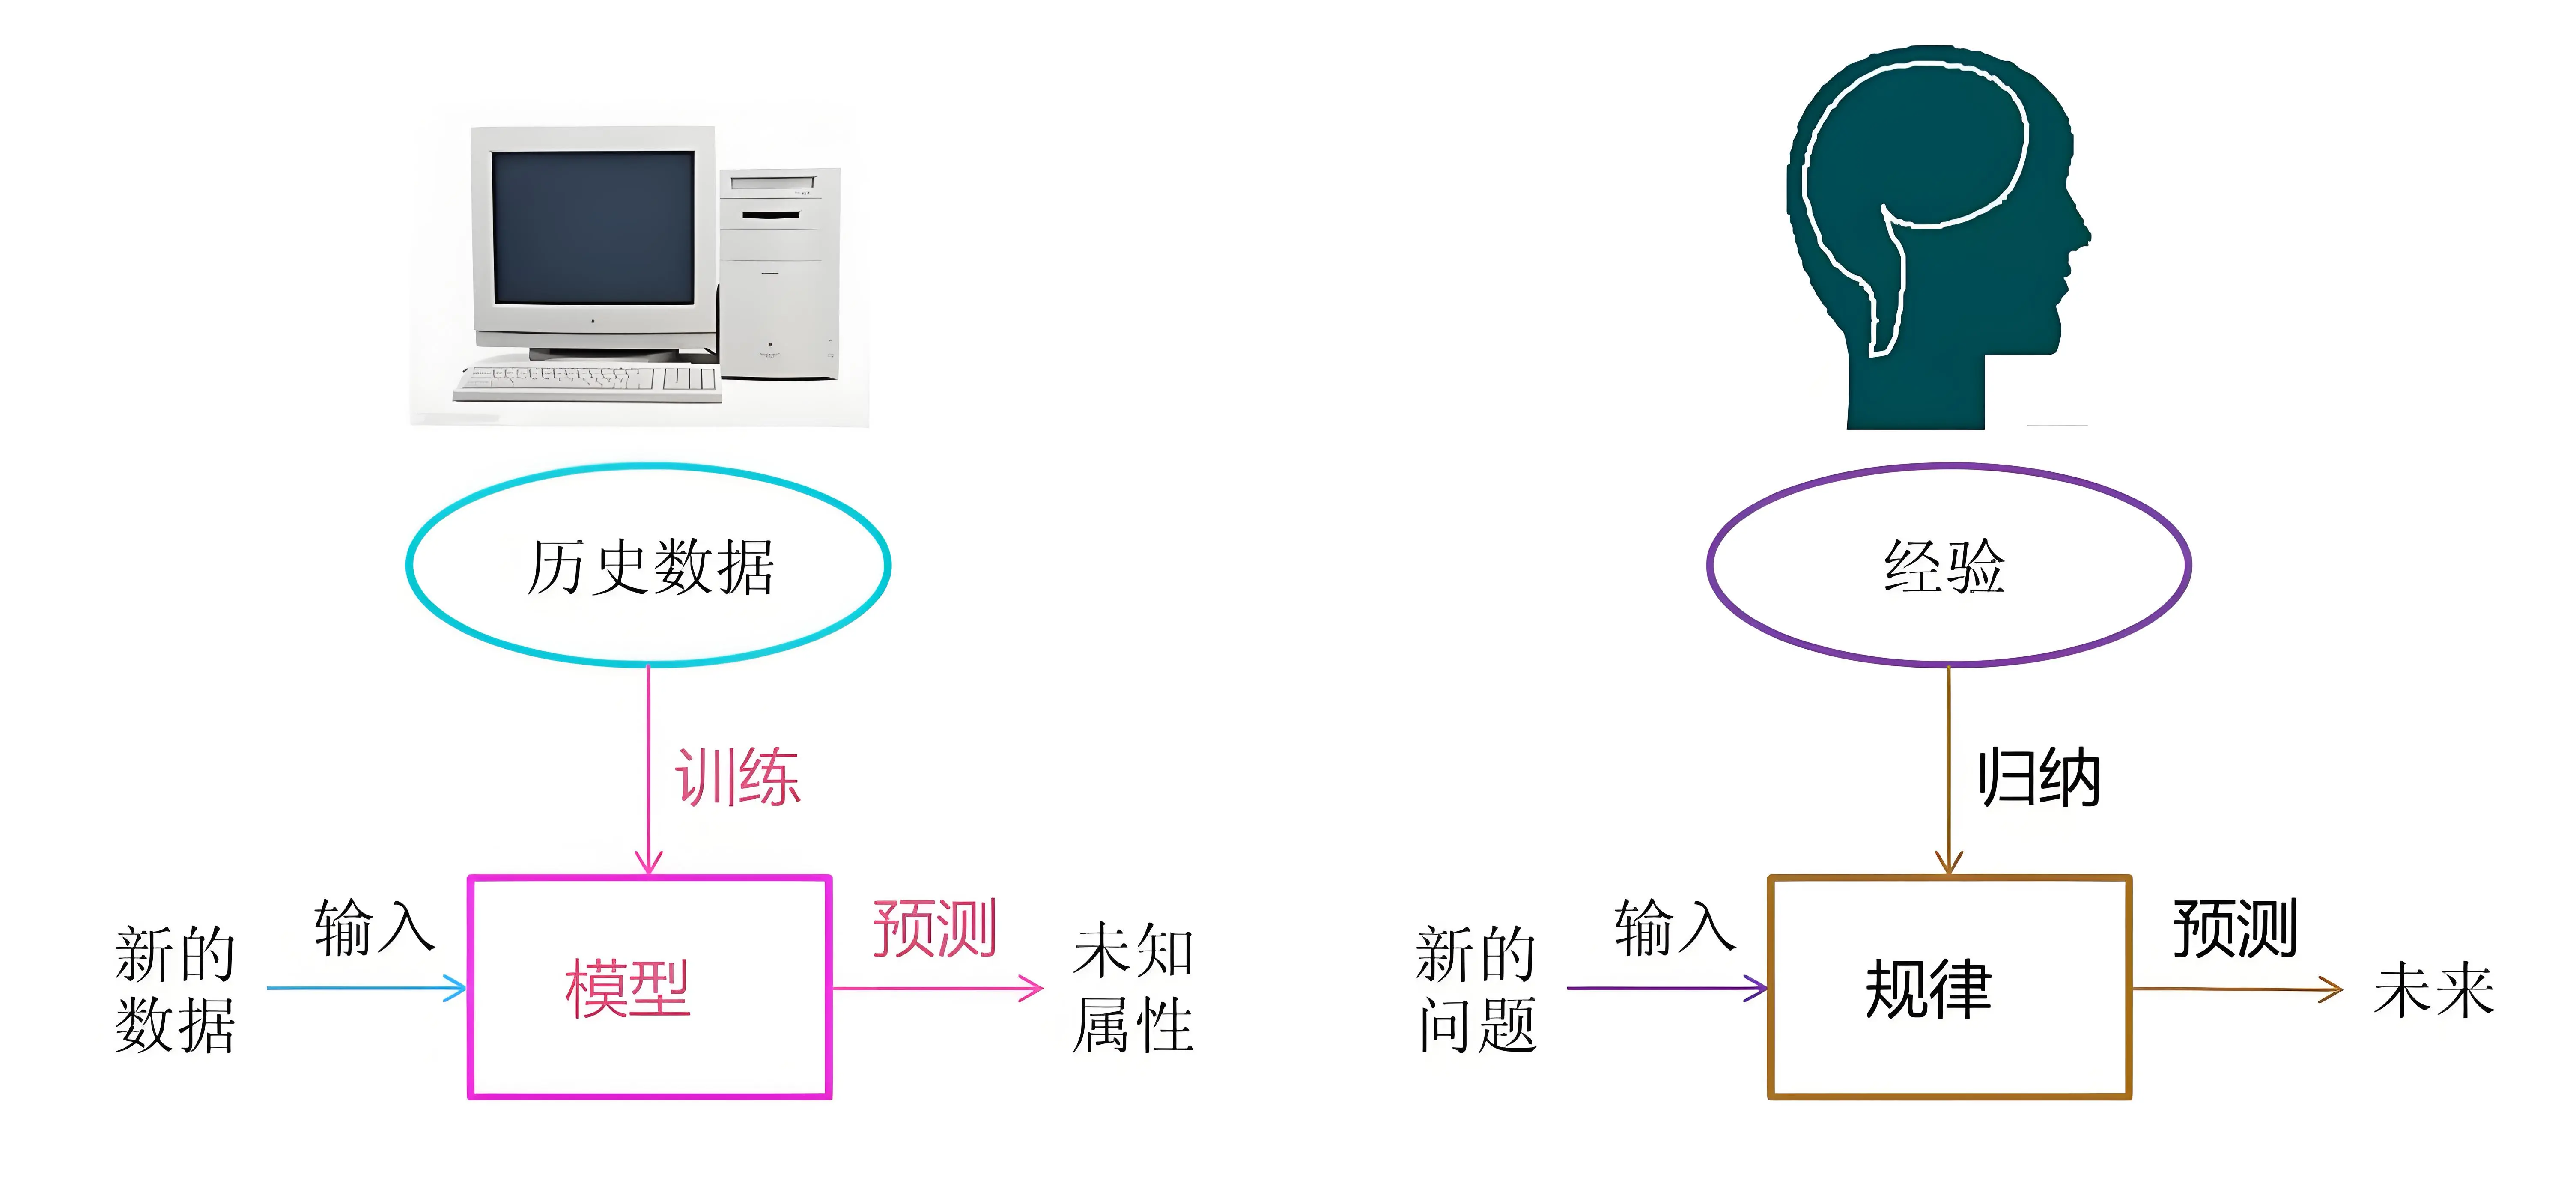 历史数据
训练
新的
数据
输入
模型
预测
未知
属性
经验
归纳
新的
问题
输入
规律
预测
未来